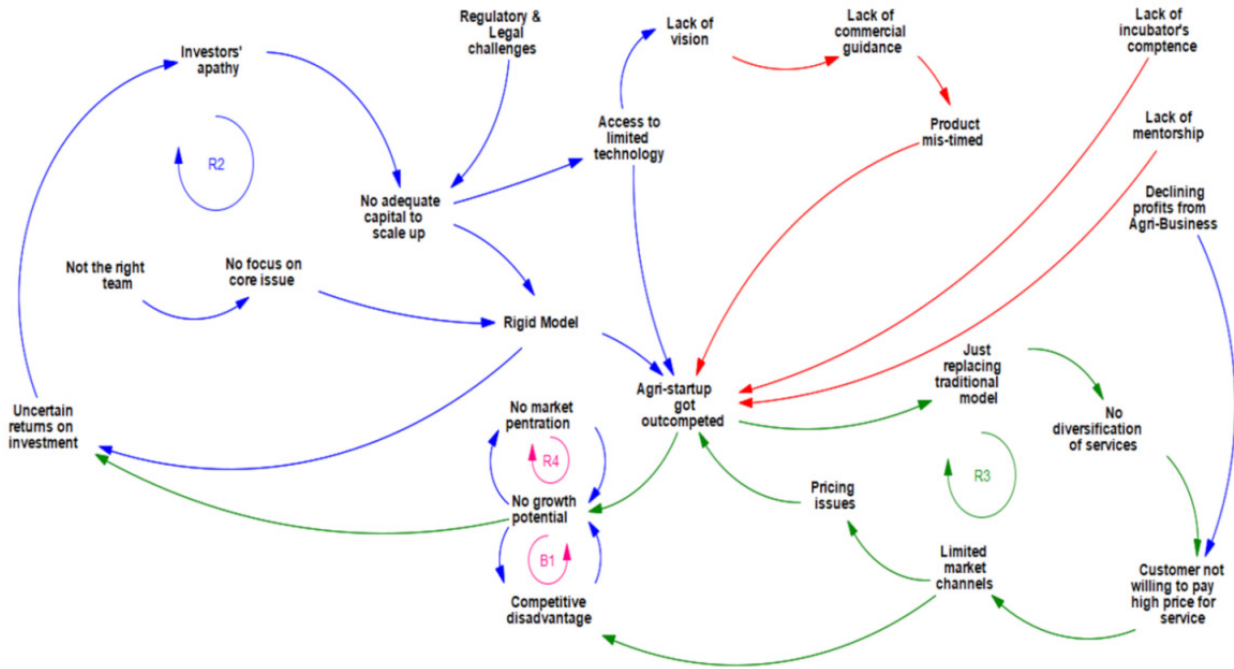 Regulatory &
Legal
challenges
Lack of
vision
Lack of
commercial
guidance
Lack of
incubator's
comptence
Investors'
apathy
Access to
limited
technology
Product
mis-timed
Lack of
mentorship
R2
No adequate
capital to
scale up
Declining
profits from
Agri-Business
Not the right
team
No focus on
core issue
Rigid Model
Just
replacing
traditional
model
Agri-startup
got
outcompeted
Uncertain
returns on
investment
No market
pentration
No
diversification
of services
R4
R3
Pricing
issues
No growth
potential
B1
Limited
market
channels
Competitive
disadvantage
Customer not
willing to pay
high price for
service